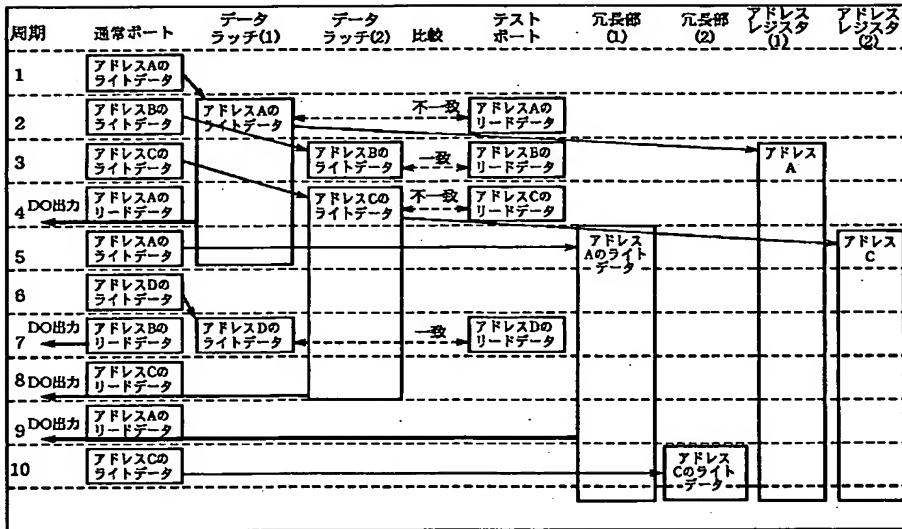 周期
通常ポート
データ
ラッチ(1)
データ
ラッチ(2)
比較
テスト
ポート
冗長部
(1)
冗長部
(2)
アドレス
レジスタ
(1)
アドレス
レジスタ
(2)
1
アドレスAの
ライトデータ
2
アドレスBの
ライトデータ
アドレスAの
ライトデータ
不一致
アドレスAの
リードデータ
3
アドレスCの
ライトデータ
アドレスBの
ライトデータ
一致
アドレスBの
リードデータ
アドレス
A
4
DO出力
アドレスAの
リードデータ
アドレスCの
ライトデータ
不一致
アドレスCの
リードデータ
5
アドレスAの
ライトデータ
アドレス
Aのライト
データ
アドレス
C
6
アドレスDの
ライトデータ
7
DO出力
アドレスBの
リードデータ
アドレスDの
ライトデータ
一致
アドレスDの
リードデータ
8
DO出力
アドレスCの
リードデータ
9
DO出力
アドレスAの
リードデータ
10
アドレスCの
ライトデータ
アドレス
Cのライト
データ